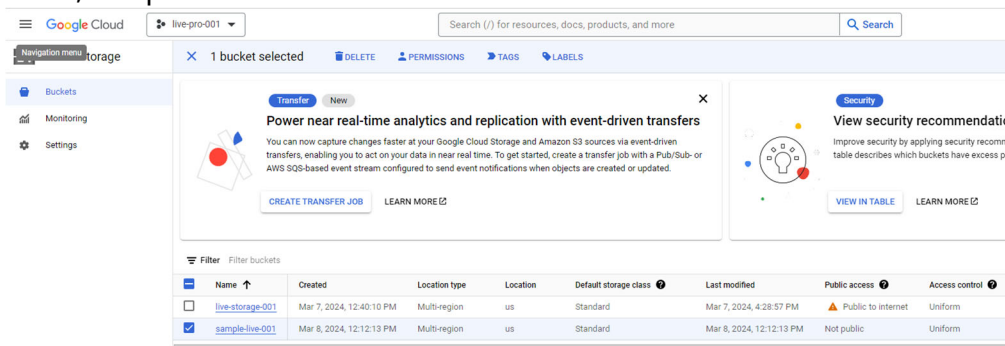 Google Cloud
live-pro-001
Search (/) for resources, docs, products, and more
Search
Navigation menu
orage
1 bucket selected
DELETE
PERMISSIONS
TAGS
LABELS
Buckets
Monitoring
Settings
Transfer
New
Power near real-time analytics and replication with event-driven transfers
You can now capture changes faster at your Google Cloud Storage and Amazon S3 sources via event-driven
transfers, enabling you to act on your data in near real time. To get started, create a transfer job with a Pub/Sub- or
AWS SQS-based event stream configured to send event notifications when objects are created or updated.
CREATE TRANSFER JOB
LEARN MORE
Security
View security recommendatio
Improve security by applying security recomn
table describes which buckets have excess p
VIEW IN TABLE
LEARN MORE
Filter Filter buckets
Name Created Location type Location Default storage class Last modified Public access Access control
live-storage-001 Mar 7, 2024, 12:40:10 PM Multi-region us Standard Mar 7, 2024, 4:28:57 PM Public to internet Uniform
sample-live-001 Mar 8, 2024, 12:12:13 PM Multi-region us Standard Mar 8, 2024, 12:12:13 PM Not public Uniform